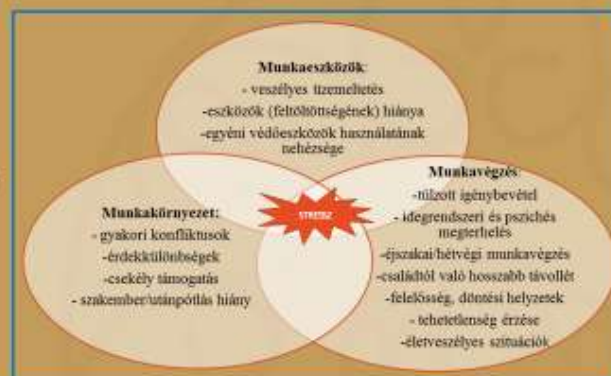 Munkaeszközök:
- veszélyes üzemeltetés
-eszközök (feltöltöttségének) hiánya
-egyéni védőeszközök használatának
nehézsége
Munkakörnyezet:
- gyakori konfliktusok
-érdekkülönbségek
-csekély támogatás
- szakember/utánpótlás hiány
STRESSZ
Munkavégzés:
-túlzott igénybevétel
- idegrendszeri és pszichés
megterhelés
-éjszakai/hétvégi munkavégzés
-családtól való hosszabb távollét
-felelősség, döntési helyzetek
- tehetetlenség érzése
-életveszélyes szituációk